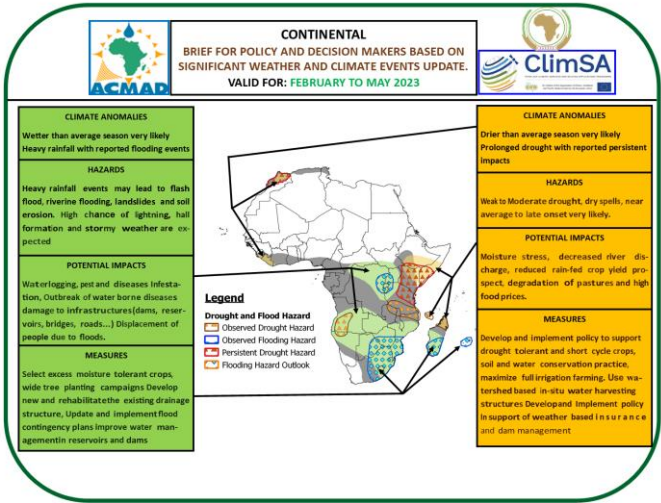 CONTINENTAL
BRIEF FOR POLICY AND DECISION MAKERS BASED ON
SIGNIFICANT WEATHER AND CLIMATE EVENTS UPDATE.
VALID FOR: FEBRUARY TO MAY 2023
ACMAD
ClimSA
CLIMATE ANOMALIES
Wetter than average season very likely
Heavy rainfall with reported flooding events
HAZARDS
Heavy rainfall events may lead to flash
flood, riverine flooding, landslides and soil
erosion. High chance of lightning, hail
formation and stormy weather are ex-
pected
POTENTIAL IMPACTS
Waterlogging, pest and diseases Infesta-
tion, Outbreak of water borne diseases
damage to infrastructures(dams, reser-
voirs, bridges, roads...) Displacement of
people due to floods.
MEASURES
Select excess moisture tolerant crops,
wide tree planting campaigns Develop
new and rehabilitate the existing drainage
structure, Update and implement flood
contingency plans improve water man-
agementin reservoirs and dams
Legend
Drought and Flood Hazard
Observed Drought Hazard
Observed Flooding Hazard
Persistent Drought Hazard
Flooding Hazard Outlook
CLIMATE ANOMALIES
Drier than average season very likely
Prolonged drought with reported persistent
impacts
HAZARDS
Weak to Moderate drought, dry spells, near
average to late onset very likely.
POTENTIAL IMPACTS
Moisture stress, decreased river dis-
charge, reduced rain-fed crop yield pro-
spect, degradation of pastures and high
food prices.
MEASURES
Develop and implement policy to support
drought tolerant and short cycle crops,
soil and water conservation practice,
maximize full irrigation farming. Use wa-
tershed based in-situ water harvesting
structures Develop and Implement policy
In support of weather based insurance
and dam management